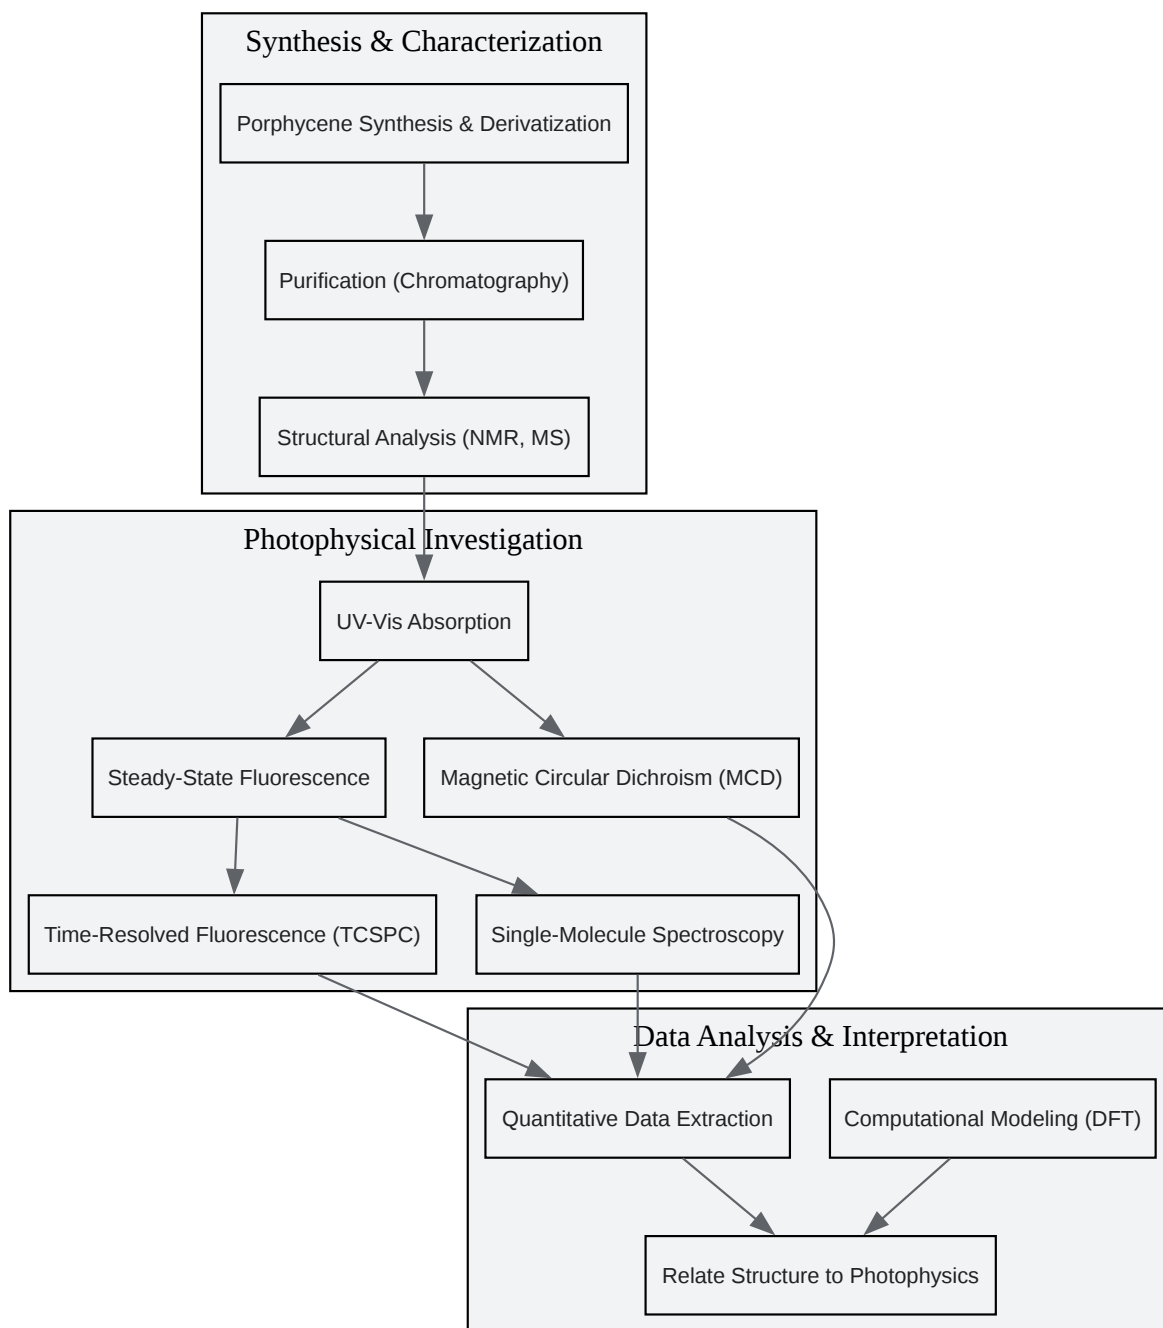 Synthesis & Characterization
Porphycene Synthesis & Derivatization
Purification (Chromatography)
Structural Analysis (NMR, MS)
Photophysical Investigation
UV-Vis Absorption
Steady-State Fluorescence
Magnetic Circular Dichroism (MCD)
Time-Resolved Fluorescence (TCSPC)
Single-Molecule Spectroscopy
Data Analysis & Interpretation
Quantitative Data Extraction
Computational Modeling (DFT)
Relate Structure to Photophysics